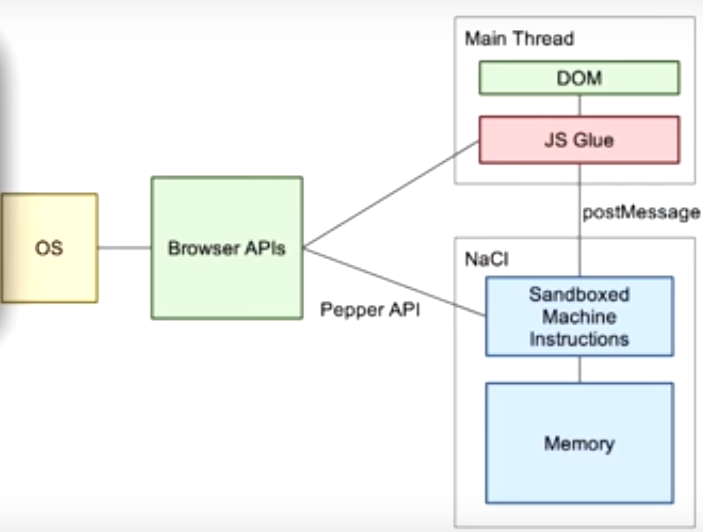 Main Thread
DOM
JS Glue
postMessage
OS
Browser APIs
Pepper API
NaCl
Sandboxed
Machine
Instructions
Memory